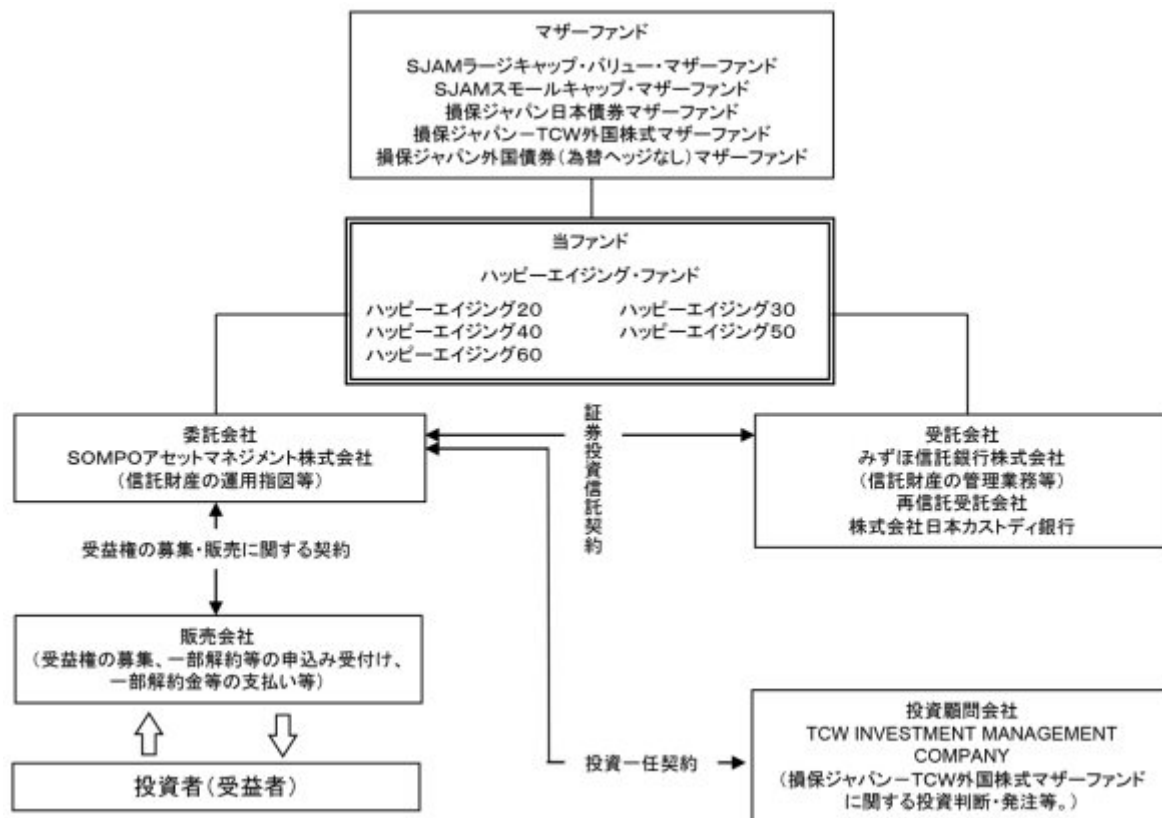 マザーファンド
SJAMラージキャップ・バリュー・マザーファンド
SJAMスモールキャップ・マザーファンド
損保ジャパン日本債券マザーファンド
損保ジャパン－TCW外国株式マザーファンド
損保ジャパン外国債券(為替ヘッジなし)マザーファンド
当ファンド
ハッピーエイジング・ファンド
ハッピーエイジング20 ハッピーエイジング30
ハッピーエイジング40 ハッピーエイジング50
ハッピーエイジング60
委託会社
SOMPOアセットマネジメント株式会社
(信託財産の運用指図等)
証券投資信託契約
受託会社
みずほ信託銀行株式会社
(信託財産の管理業務等)
再信託受託会社
株式会社日本カストディ銀行
受益権の募集・販売に関する契約
販売会社
(受益権の募集、一部解約等の申込み受付け、
一部解約金等の支払い等)
投資者(受益者)
投資一任契約
投資顧問会社
TCW INVESTMENT MANAGEMENT
COMPANY
(損保ジャパン－TCW外国株式マザーファンド
に関する投資判断・発注等。)